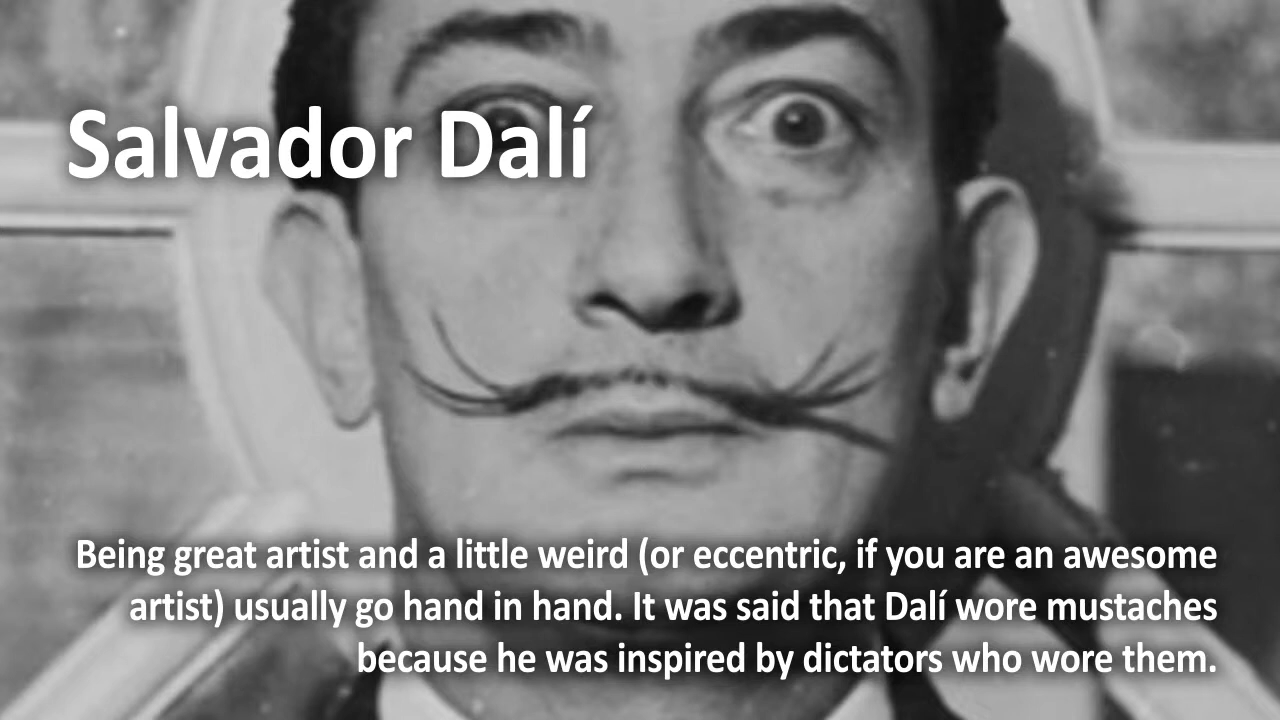 Salvador Dalí
Being great artist and a little weird (or eccentric, if you are an awesome
artist) usually go hand in hand. It was said that Dalí wore mustaches
because he was inspired by dictators who wore them.